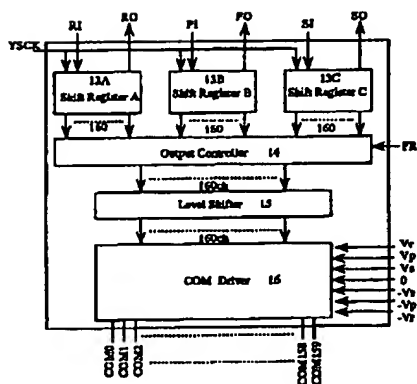 RI RO PI PO SI SO
YSCK
13A 13B 13C
Shift Register A Shift Register B Shift Register C
160 160 160
Output Controller 14
FR
160ch
Level Shifter 15
160ch
COM Driver 16
Vr
Vp
Vs
0
-Vs
-Vp
-Vr
COM0 COM1 COM2 COM158 COM159